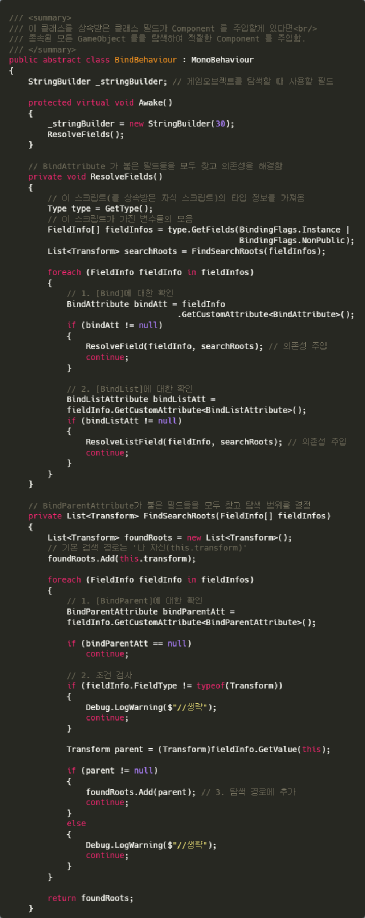 /// <summary>
/// 이 클래스를 상속받은 클래스 필드가 Component 를 주입할게 있다면<br/>
/// 종속된 모든 GameObject 들을 탐색하여 적절한 Component 를 주입함.
/// </summary>
public abstract class BindBehaviour : MonoBehaviour
{
StringBuilder _stringBuilder; // 게임오브젝트를 탐색할 때 사용할 필드
protected virtual void Awake()
{
_stringBuilder = new StringBuilder(30);
ResolveFields();
}
// BindAttribute 가 붙은 필드들을 모두 찾고 의존성을 해결함
private void ResolveFields()
{
// 이 스크립트(를 상속받은 자식 스크립트)의 타입 정보를 가져옴
Type type = GetType();
// 이 스크립트가 가진 변수들의 모음
FieldInfo[] fieldInfos = type.GetFields(BindingFlags.Instance |
BindingFlags.NonPublic);
List<Transform> searchRoots = FindSearchRoots(fieldInfos);
foreach (FieldInfo fieldInfo in fieldInfos)
{
// 1. [Bind]에 대한 확인
BindAttribute bindAtt = fieldInfo
.GetCustomAttribute<BindAttribute>();
if (bindAtt != null)
{
ResolveField(fieldInfo, searchRoots); // 의존성 주입
continue;
}
// 2. [BindList]에 대한 확인
BindListAttribute bindListAtt =
fieldInfo.GetCustomAttribute<BindListAttribute>();
if (bindListAtt != null)
{
ResolveListField(fieldInfo, searchRoots); // 의존성 주입
continue;
}
}
}
// BindParentAttribute가 붙은 필드들을 모두 찾고 탐색 범위를 결정
private List<Transform> FindSearchRoots(FieldInfo[] fieldInfos)
{
List<Transform> foundRoots = new List<Transform>();
// 기본 검색 경로는 '나 자신(this.transform)'
foundRoots.Add(this.transform);
foreach (FieldInfo fieldInfo in fieldInfos)
{
// 1. [BindParent]에 대한 확인
BindParentAttribute bindParentAtt =
fieldInfo.GetCustomAttribute<BindParentAttribute>();
if (bindParentAtt == null)
continue;
// 2. 조건 검사
if (fieldInfo.FieldType != typeof(Transform))
{
Debug.LogWarning($"//생략");
continue;
}
Transform parent = (Transform)fieldInfo.GetValue(this);
if (parent != null)
{
foundRoots.Add(parent); // 3. 탐색 경로에 추가
continue;
}
else
{
Debug.LogWarning($"//생략");
continue;
}
}
return foundRoots;
}